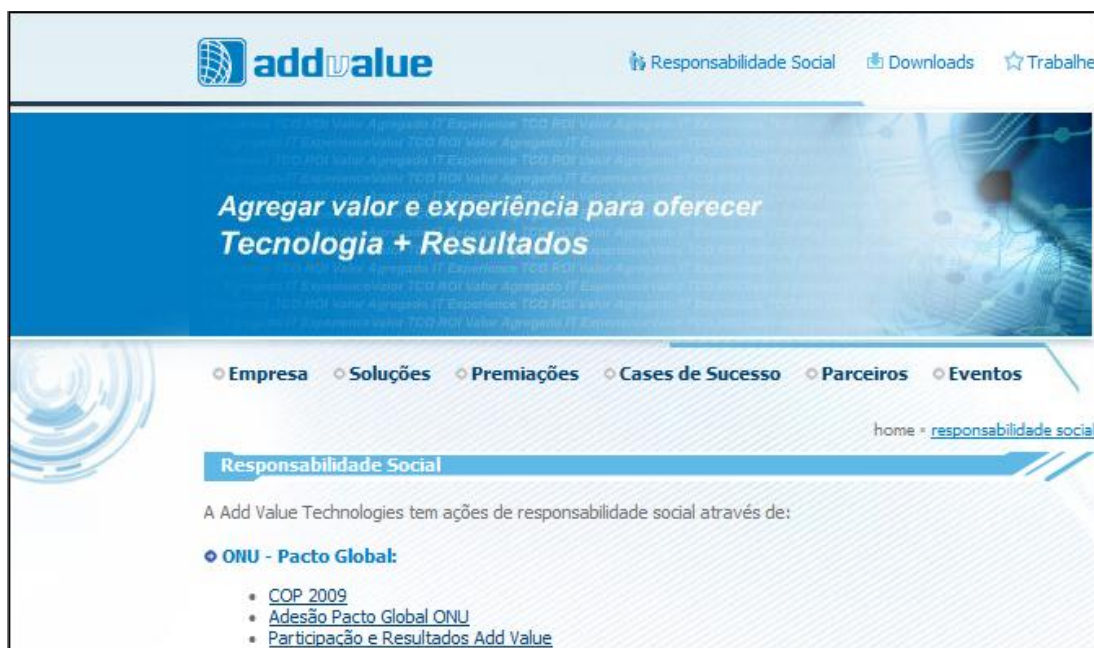 addvalue
Responsabilidade Social
Downloads
Trabalhe
Agregar valor e experiência para oferecer
Tecnologia + Resultados
Empresa
Soluções
Premiações
Cases de Sucesso
Parceiros
Eventos
home
responsabilidade social
Responsabilidade Social
A Add Value Technologies tem ações de responsabilidade social através de:
ONU - Pacto Global:
COP 2009
Adesão Pacto Global ONU
Participação e Resultados Add Value